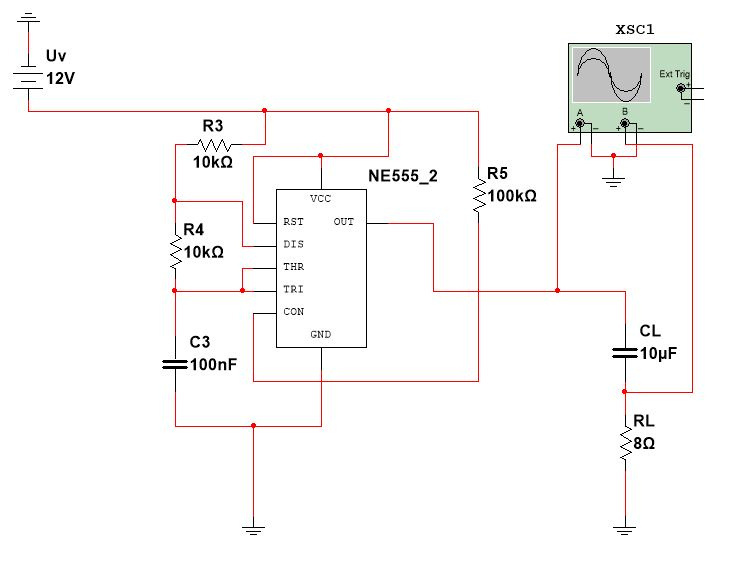 XSC1
Uv
12V
Ext Trig
+
−
A
B
+
−
+
−
R3
10kΩ
NE555_2
R5
100kΩ
VCC
RST
OUT
DIS
THR
TRI
CON
GND
R4
10kΩ
C3
100nF
CL
10µF
RL
8Ω